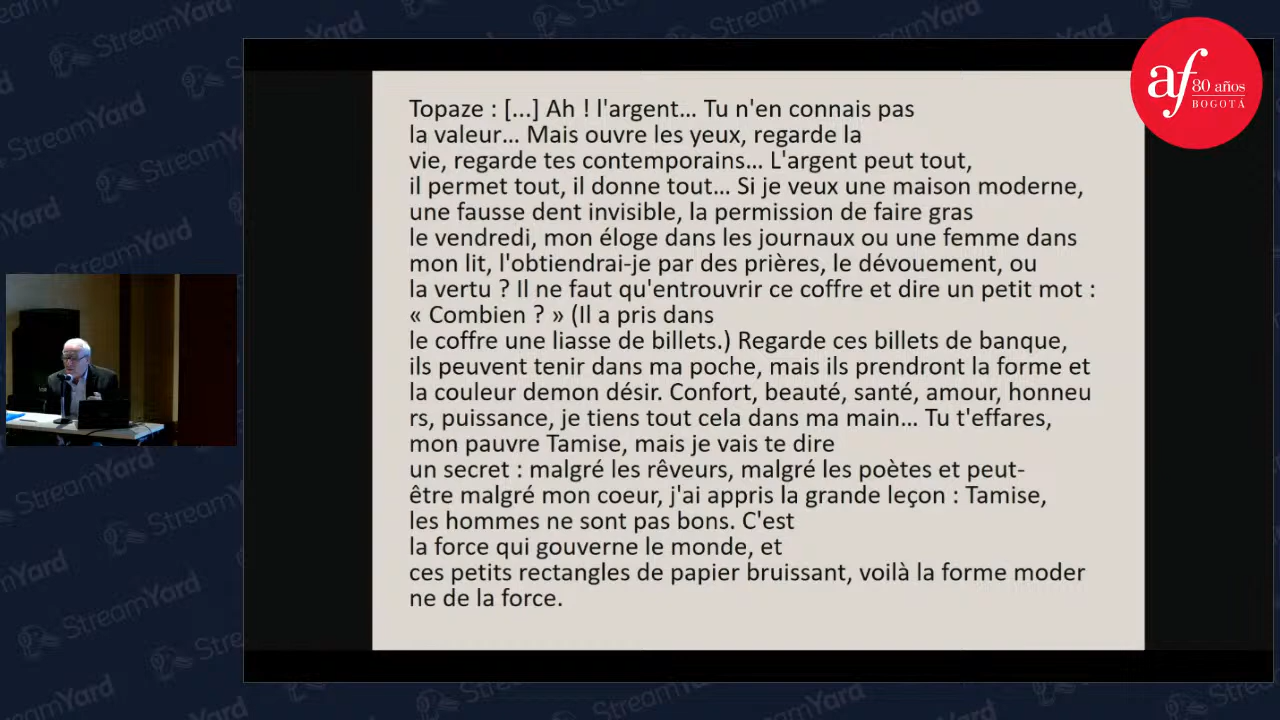 Topaze : [...] Ah ! l'argent... Tu n'en connais pas
la valeur... Mais ouvre les yeux, regarde la
vie, regarde tes contemporains... L'argent peut tout,
il permet tout, il donne tout... Si je veux une maison moderne,
une fausse dent invisible, la permission de faire gras
le vendredi, mon éloge dans les journaux ou une femme dans
mon lit, l'obtiendrai-je par des prières, le dévouement, ou
la vertu ? Il ne faut qu'entrouvrir ce coffre et dire un petit mot :
« Combien ? » (Il a pris dans
le coffre une liasse de billets.) Regarde ces billets de banque,
ils peuvent tenir dans ma poche, mais ils prendront la forme et
la couleur demon désir. Confort, beauté, santé, amour, honneu
rs, puissance, je tiens tout cela dans ma main... Tu t'effares,
mon pauvre Tamise, mais je vais te dire
un secret : malgré les rêveurs, malgré les poètes et peut-
être malgré mon coeur, j'ai appris la grande leçon : Tamise,
les hommes ne sont pas bons. C'est
la force qui gouverne le monde, et
ces petits rectangles de papier bruissant, voilà la forme moder
ne de la force.
af 80 años
BOGOTÁ
StreamYard
StreamYard
StreamYard
StreamYard
StreamYard
StreamYard
StreamYard